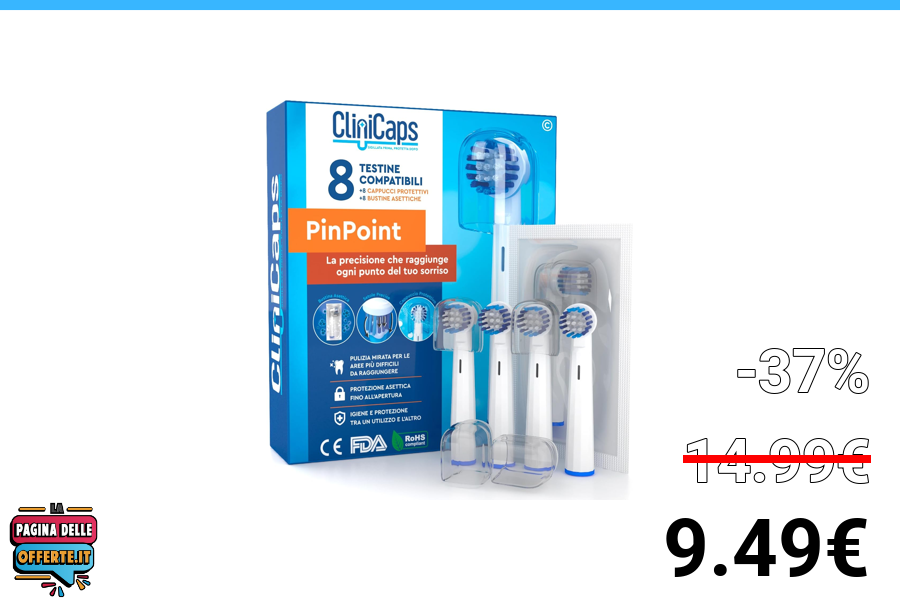 CliniCaps
©
8
TESTINE
COMPATIBILI
+8 CAPPUCCI PROTETTIVI
+8 BUSTINE ASETTICHE
CliniCaps
PinPoint
La precisione che raggiunge
ogni punto del tuo sorriso
PULIZIA MIRATA PER LE
AREE PIÙ DIFFICILI
DA RAGGIUNGERE
PROTEZIONE ASETTICA
FINO ALL'APERTURA
IGIENE E PROTEZIONE
TRA UN UTILIZZO E L'ALTRO
CE FDA RoHS
compliant
-37%
14.99€
9.49€
LA
PAGINA DELLE
OFFERTE.IT